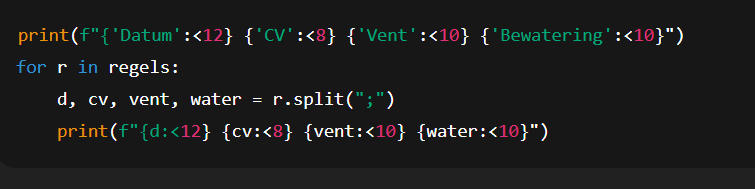 print(f"{'Datum':<12} {'CV':<8} {'Vent':<10} {'Bewatering':<10}")
for r in regels:
    d, cv, vent, water = r.split(";")
    print(f"{d:<12} {cv:<8} {vent:<10} {water:<10}")